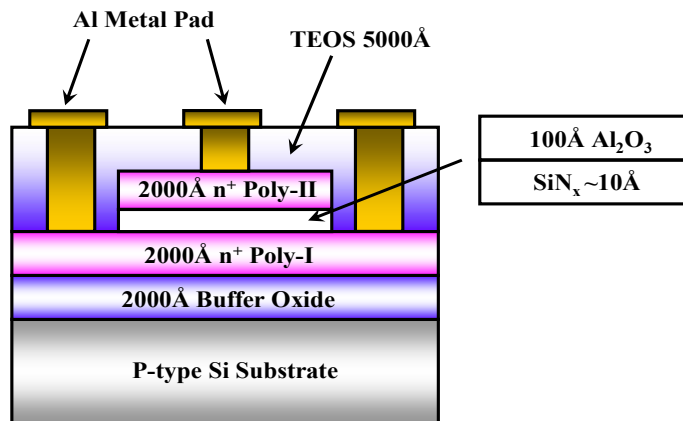 Al Metal Pad
TEOS 5000Å
100Å Al₂O₃
SiNₓ ~10Å
2000Å n⁺ Poly-II
2000Å n⁺ Poly-I
2000Å Buffer Oxide
P-type Si Substrate